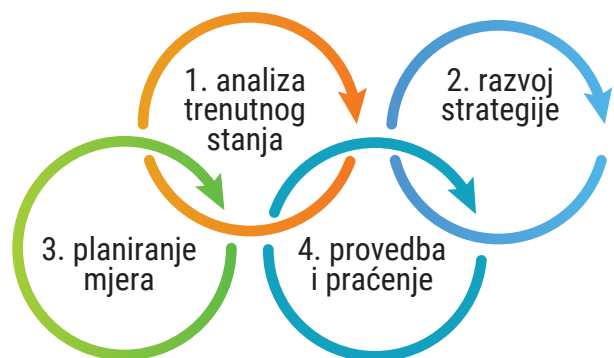 1. analiza
trenutnog
stanja
2. razvoj
strategije
3. planiranje
mjera
4. provedba
i praćenje